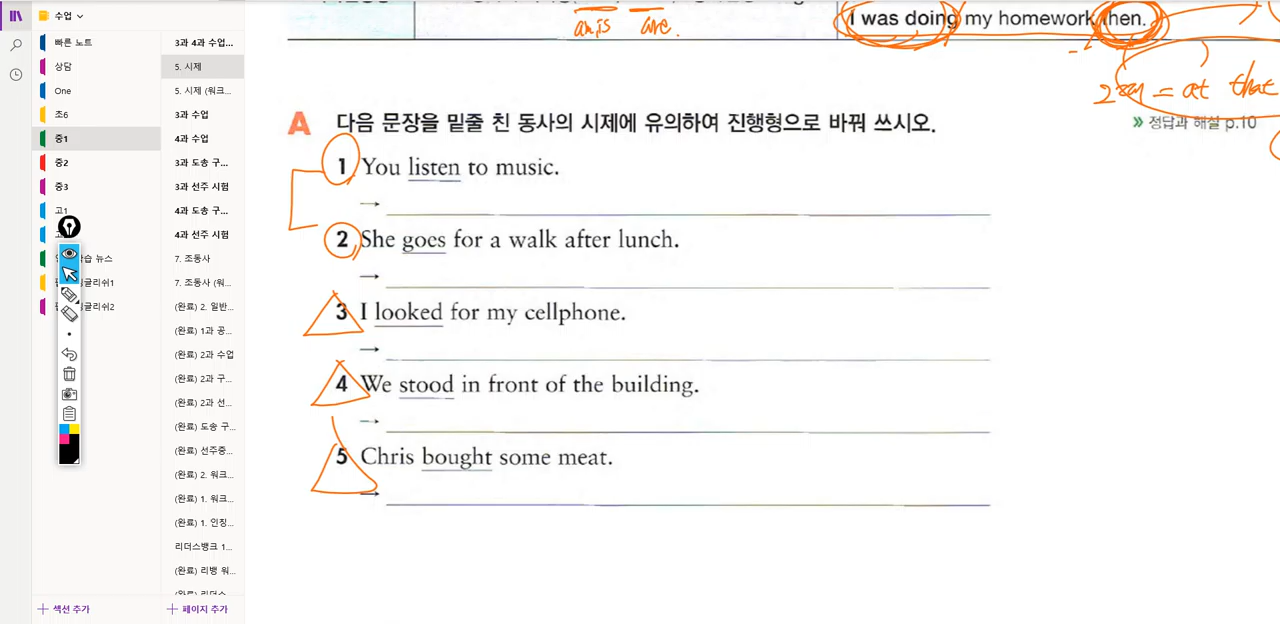 수업
빠른 노트
상담
One
초6
중1
중2
중3
고1
3과 4과 수업...
5. 시제
5. 시제 (워크...
3과 수업
4과 수업
3과 도송 구...
3과 선주 시험
4과 도송 구...
4과 선주 시험
7. 조동사
7. 조동사 (워...
(완료) 2. 일반...
(완료) 1과 공...
(완료) 2과 수업
(완료) 2과 구...
(완료) 2과 선...
(완료) 도송 구...
(완료) 선주중...
(완료) 2. 워크...
(완료) 1. 워크...
(완료) 1. 인칭...
리더스뱅크 1...
(완료) 리뱅 워...
섹션 추가
페이지 추가
I was doing my homework then.
are.
= at that
A 다음 문장을 밑줄 친 동사의 시제에 유의하여 진행형으로 바꿔 쓰시오.
» 정답과 해설 p.10
1 You listen to music.
→
2 She goes for a walk after lunch.
→
3 I looked for my cellphone.
→
4 We stood in front of the building.
→
5 Chris bought some meat.
→